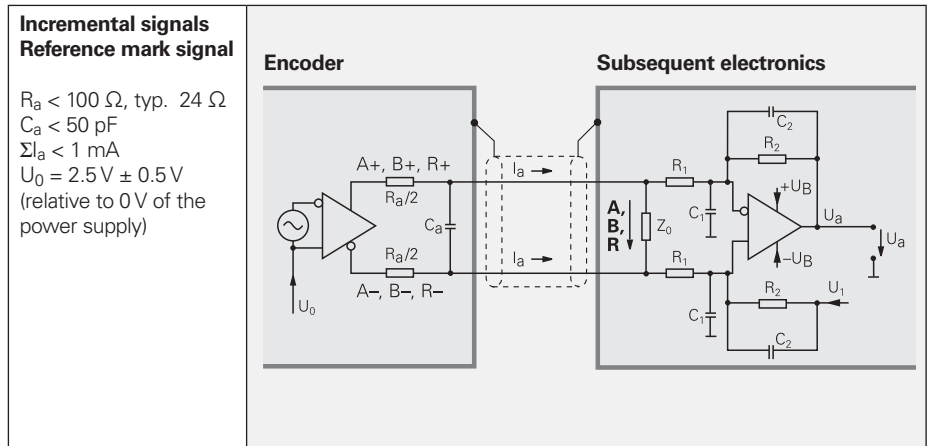 Incremental signals
Reference mark signal
Rₐ < 100 Ω, typ. 24 Ω
Cₐ < 50 pF
ΣIₐ < 1 mA
U₀ = 2.5 V ± 0.5 V
(relative to 0 V of the
power supply)
Encoder
Subsequent electronics
A+, B+, R+
Rₐ/2
Cₐ
Rₐ/2
A–, B–, R–
U₀
Iₐ
Iₐ
A,
B,
R
Z₀
R₁
C₁
R₁
C₁
C₂
R₂
+U_B
–U_B
Uₐ
Uₐ
R₂
U₁
C₂